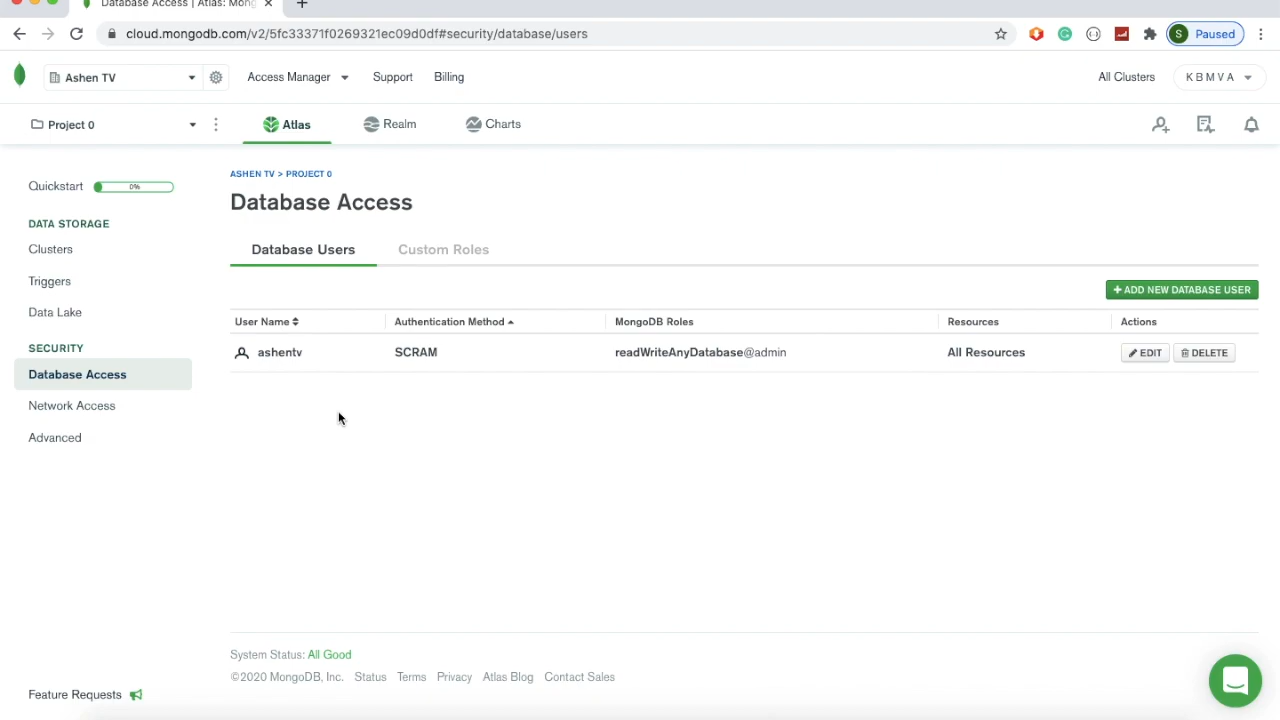 Database Access | Atlas: Mong
cloud.mongodb.com/v2/5fc33371f0269321ec09d0df#security/database/users
S Paused
Ashen TV Access Manager Support Billing All Clusters K B M V A
Project 0 Atlas Realm Charts
Quickstart 0%
DATA STORAGE
Clusters
Triggers
Data Lake
SECURITY
Database Access
Network Access
Advanced
Feature Requests
ASHEN TV > PROJECT 0
Database Access
Database Users Custom Roles
+ ADD NEW DATABASE USER
User Name Authentication Method MongoDB Roles Resources Actions
ashentv SCRAM readWriteAnyDatabase@admin All Resources EDIT DELETE
System Status: All Good
©2020 MongoDB, Inc. Status Terms Privacy Atlas Blog Contact Sales